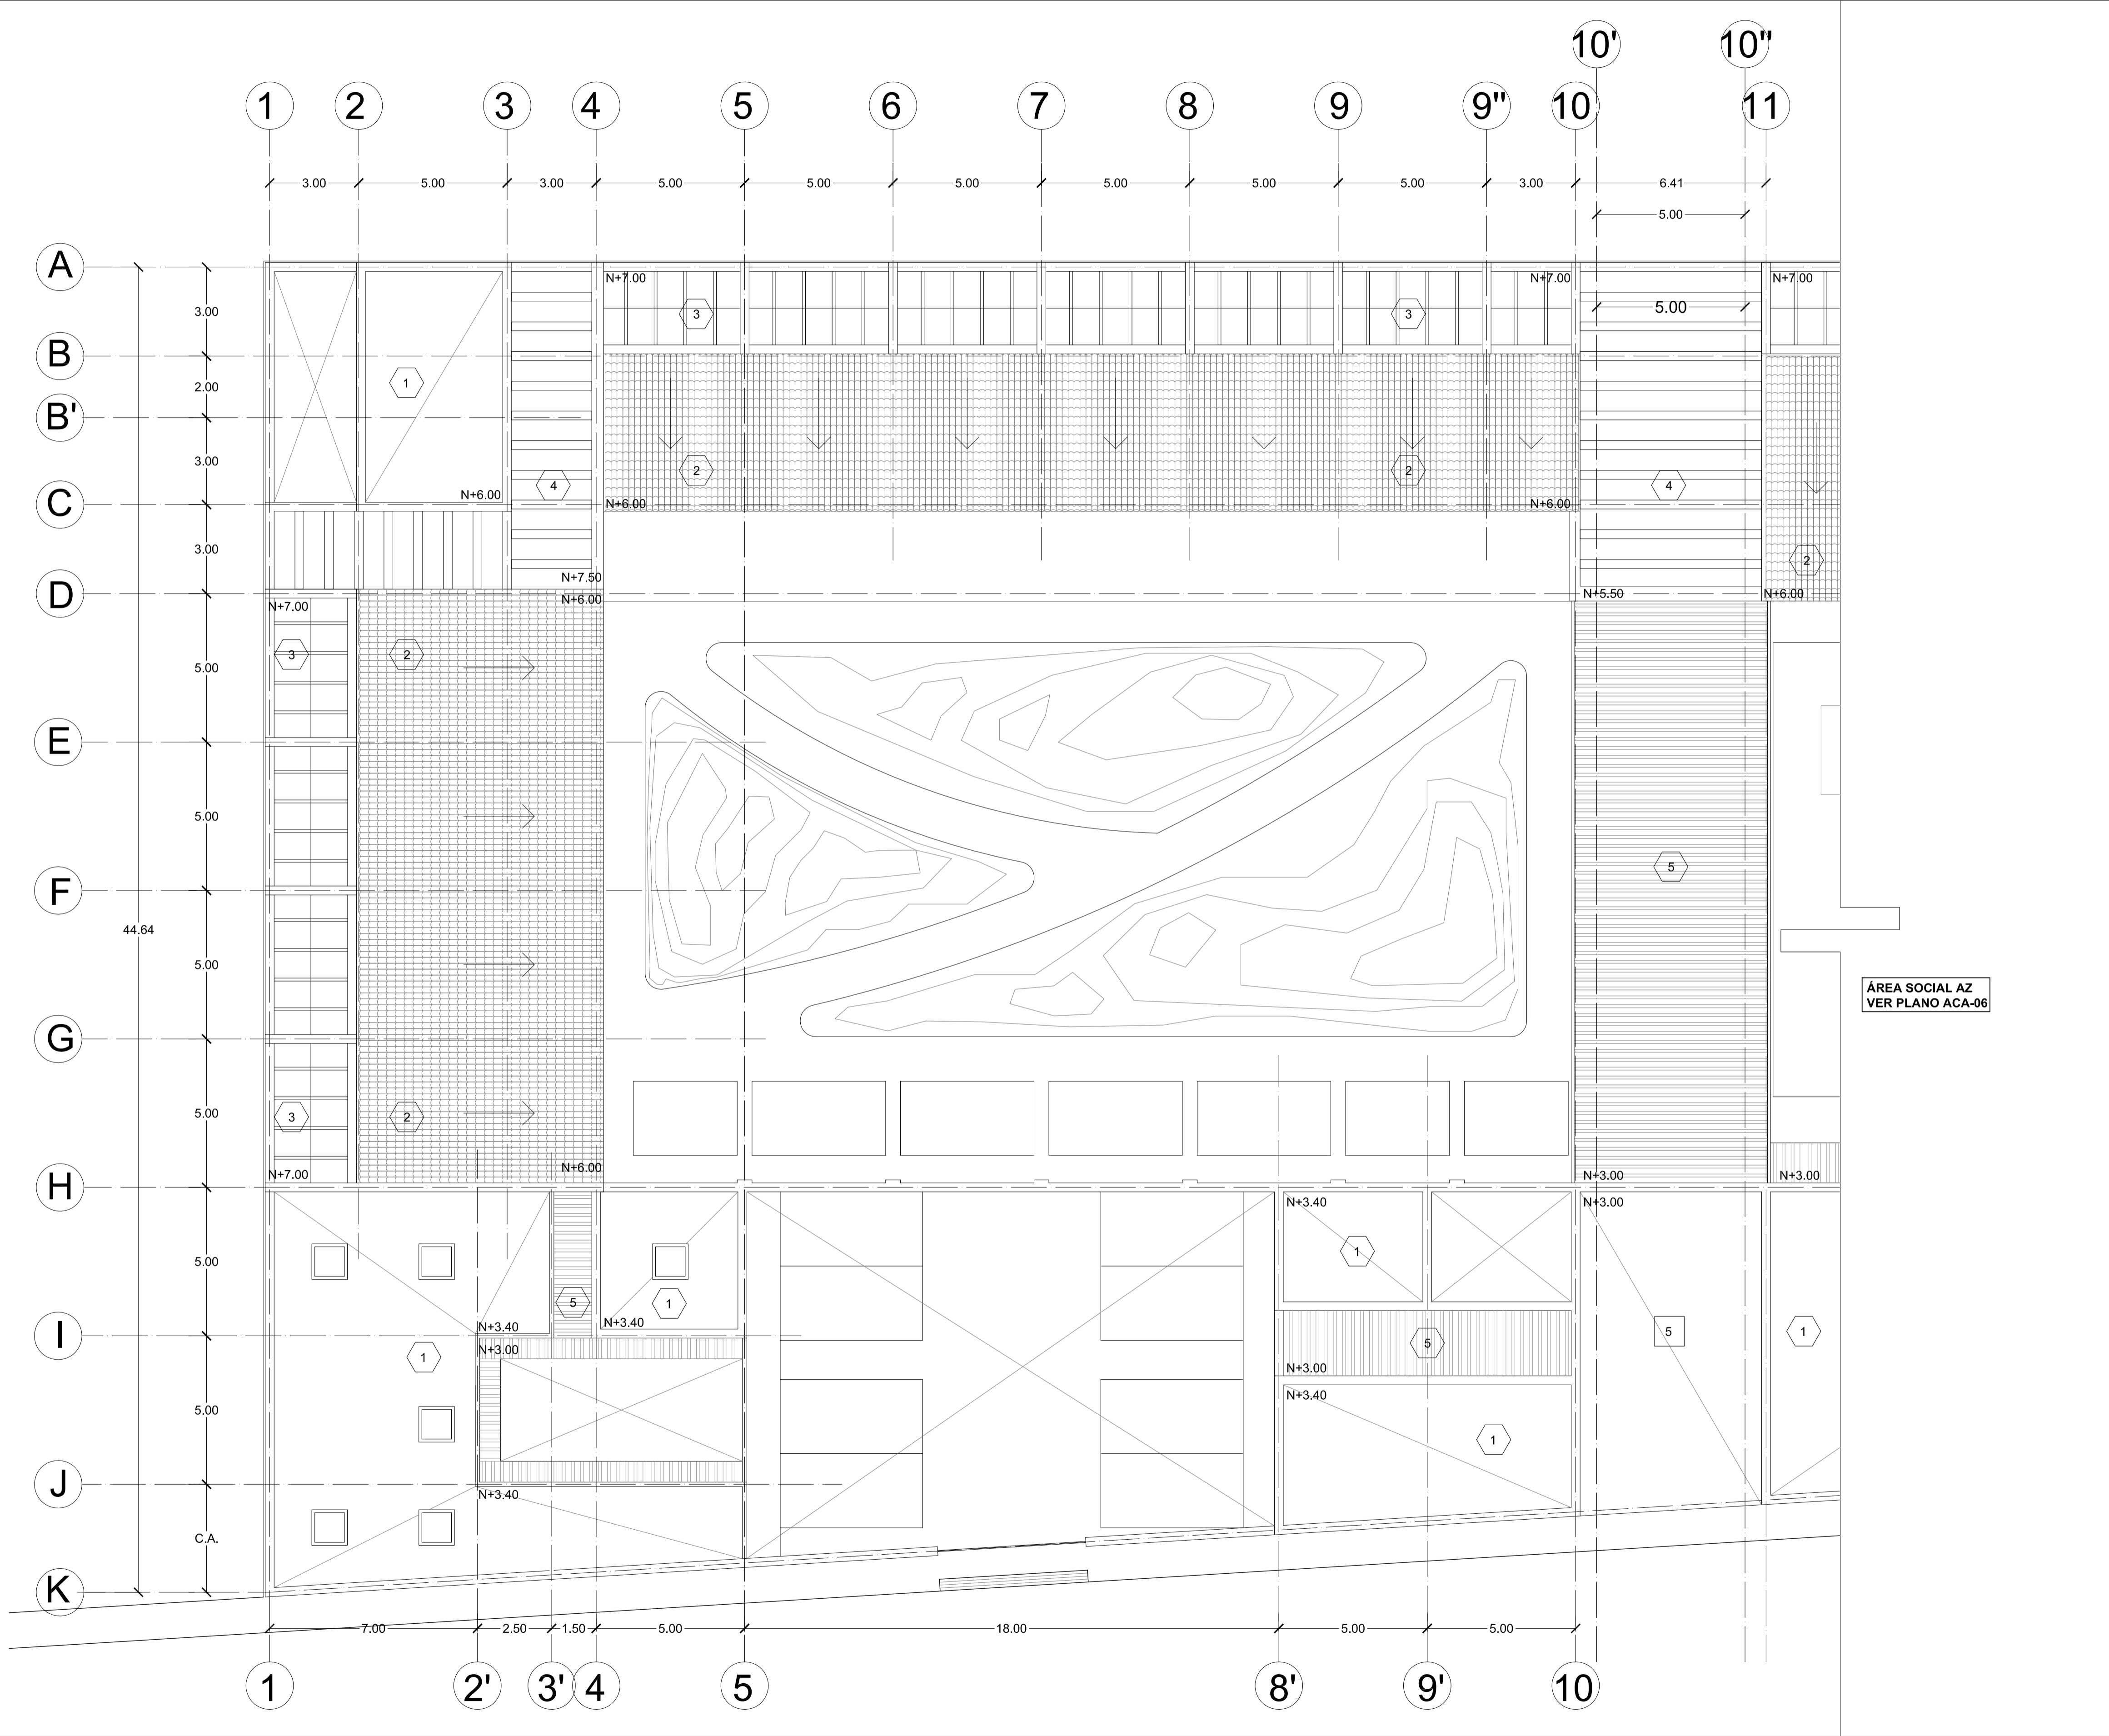 10' 10"
1 2 3 4 5 6 7 8 9 9" 10 11
3.00 5.00 3.00 5.00 5.00 5.00 5.00 5.00 5.00 3.00 6.41
5.00
A
N+7.00 N+7.00 N+7.00
3.00 3 3 5.00
B
2.00 1
B'
3.00 2 2
4 4
N+6.00
C
N+6.00 N+6.00
3.00 2
N+7.50
D
N+6.00 N+5.50 N+6.00
N+7.00
3 2
5.00
E
5.00
5
F
44.64
5.00
ÁREA SOCIAL AZ
VER PLANO ACA-06
G
5.00
3 2
N+7.00 N+6.00 N+3.00 N+3.00
H
N+3.40 N+3.00
1
5.00
5 1
N+3.40 N+3.40
I
5 1
N+3.00
1 5
N+3.00
N+3.40
5.00
1
J
N+3.40
C.A.
K
7.00 2.50 1.50 5.00 18.00 5.00 5.00
1 2' 3' 4 5 8' 9' 10